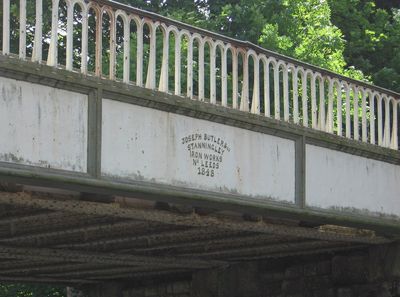 JOSEPH BUTLER & Co
STANNINGLEY
IRON WORKS
Nr LEEDS
1848